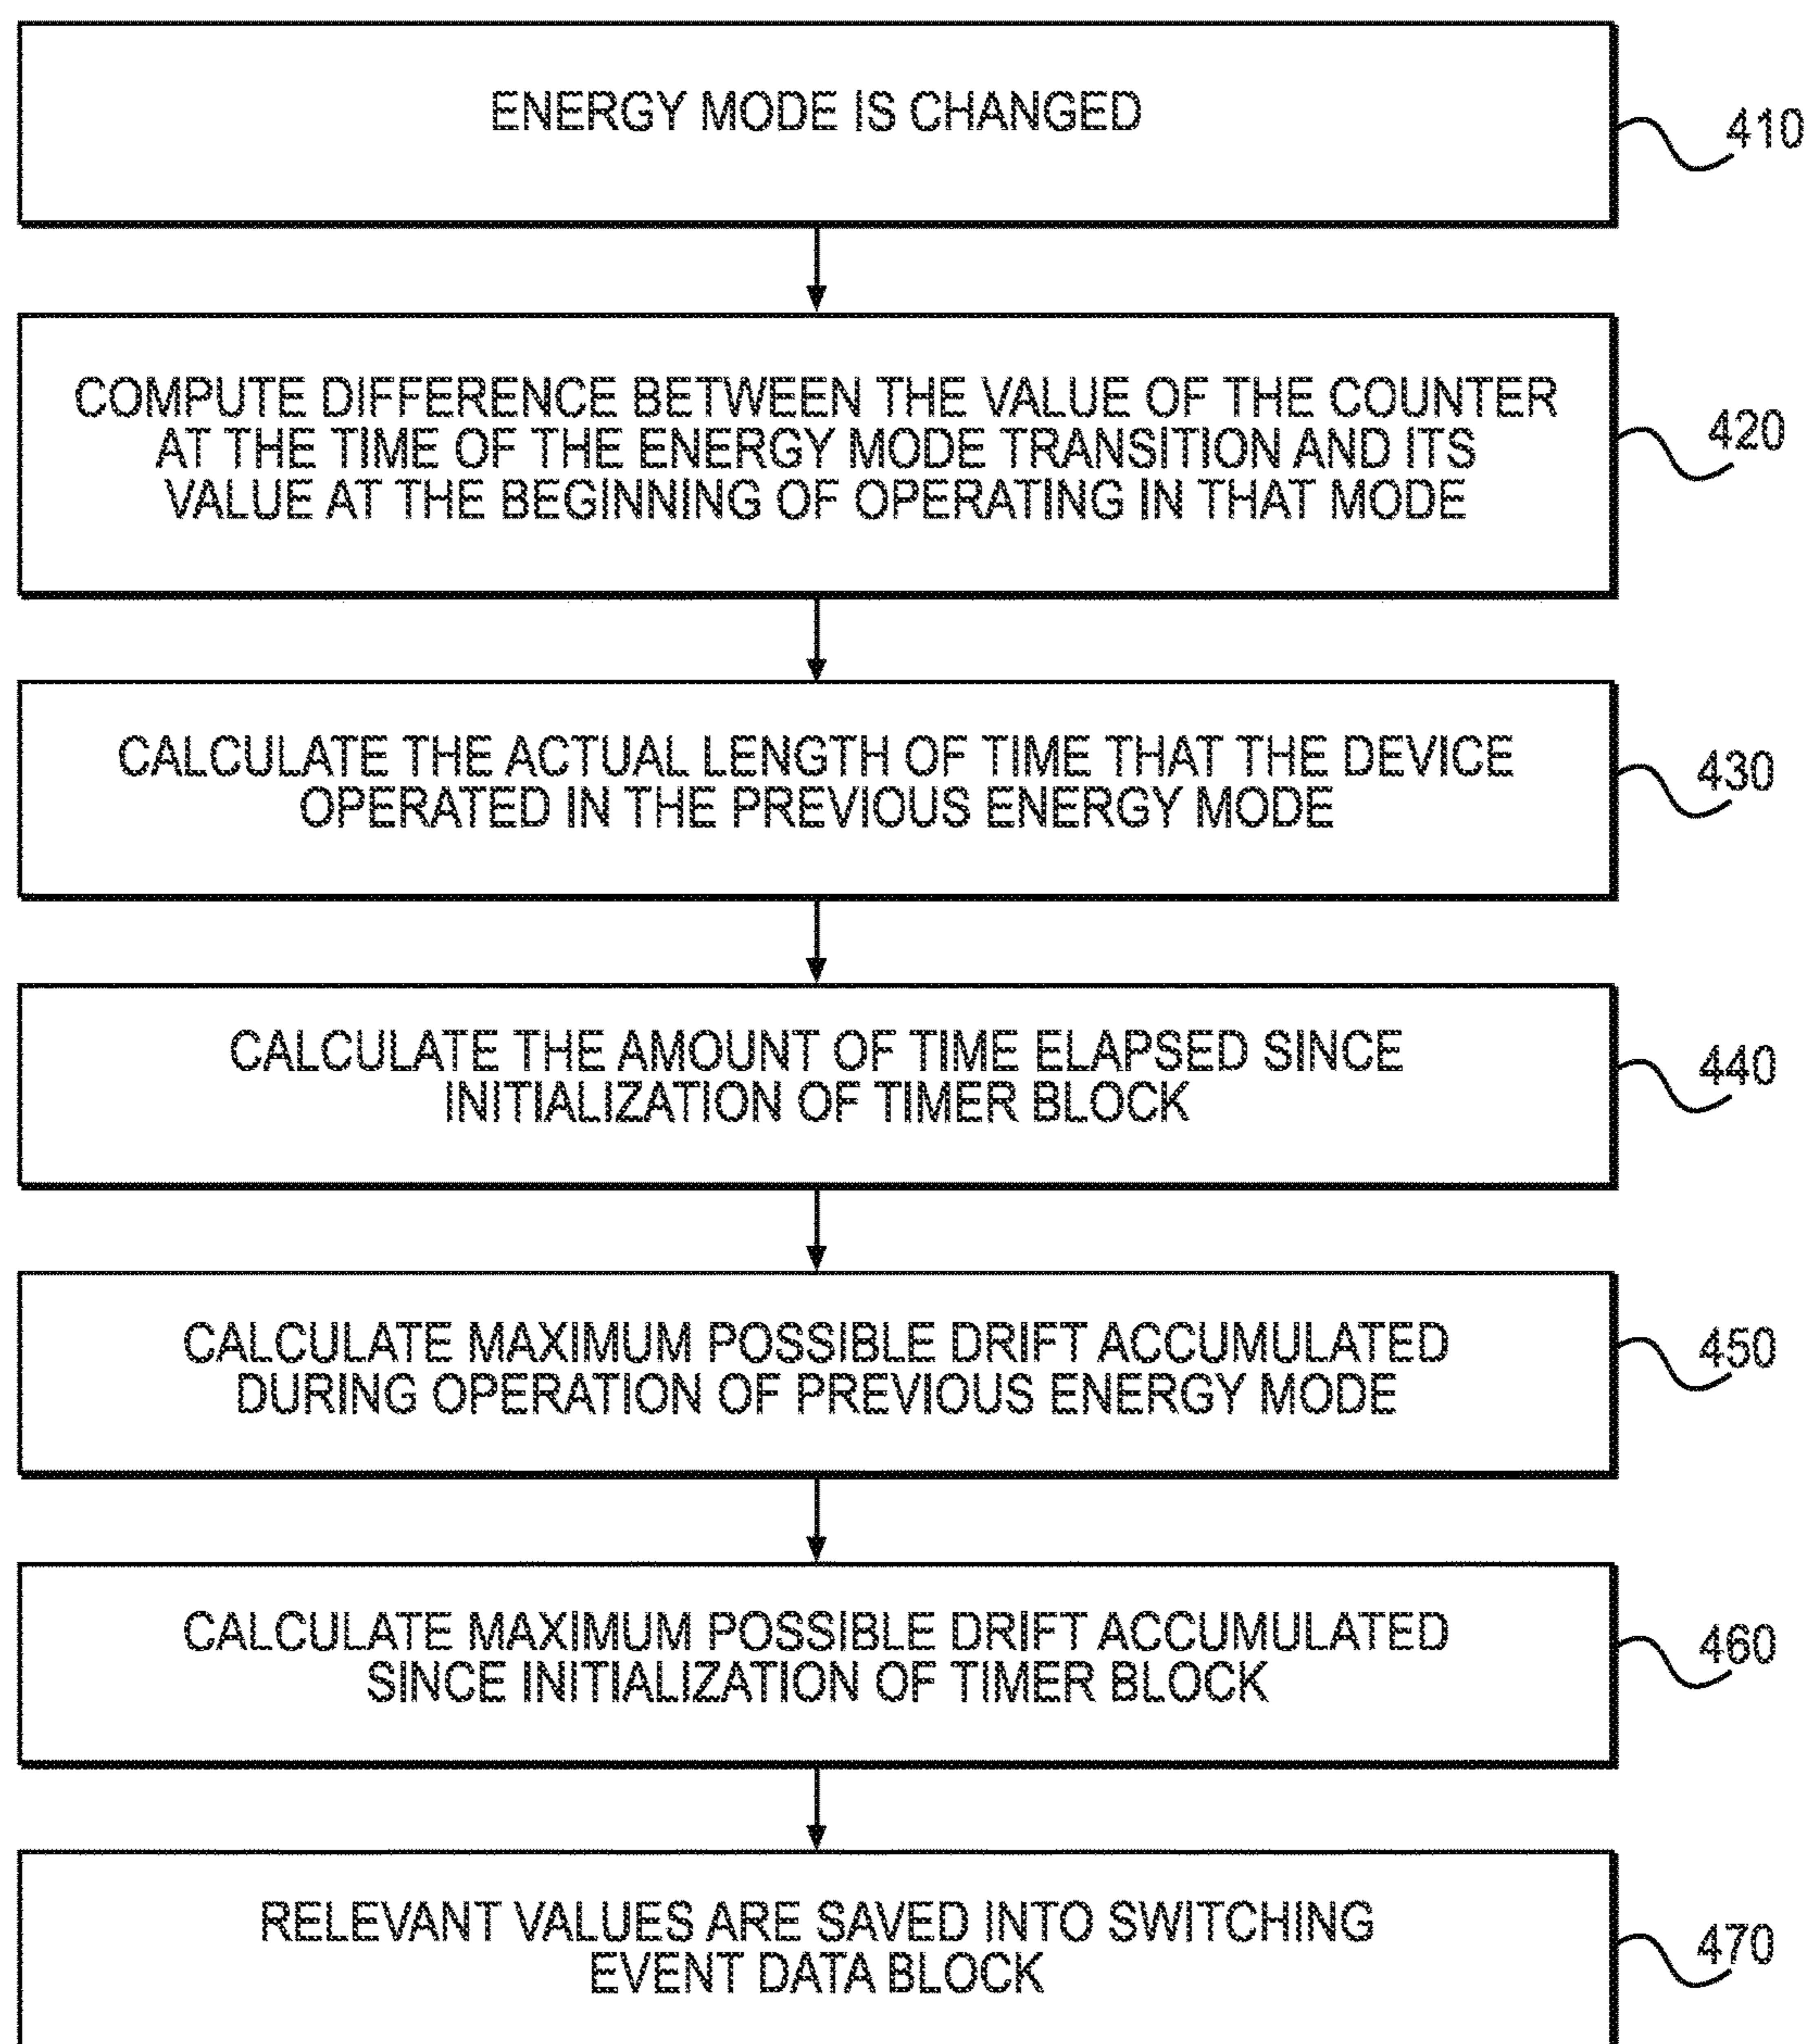 ENERGY MODE IS CHANGED
410
COMPUTE DIFFERENCE BETWEEN THE VALUE OF THE COUNTER
AT THE TIME OF THE ENERGY MODE TRANSITION AND ITS
VALUE AT THE BEGINNING OF OPERATING IN THAT MODE
420
CALCULATE THE ACTUAL LENGTH OF TIME THAT THE DEVICE
OPERATED IN THE PREVIOUS ENERGY MODE
430
CALCULATE THE AMOUNT OF TIME ELAPSED SINCE
INITIALIZATION OF TIMER BLOCK
440
CALCULATE MAXIMUM POSSIBLE DRIFT ACCUMULATED
DURING OPERATION OF PREVIOUS ENERGY MODE
450
CALCULATE MAXIMUM POSSIBLE DRIFT ACCUMULATED
SINCE INITIALIZATION OF TIMER BLOCK
460
RELEVANT VALUES ARE SAVED INTO SWITCHING
EVENT DATA BLOCK
470